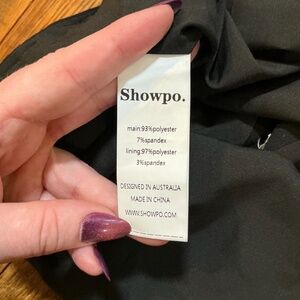 Showpo.
main:93%polyester
7%spandex
lining:97%polyester
3%spandex
DESIGNED IN AUSTRALIA
MADE IN CHINA
WWW.SHOWPO.COM